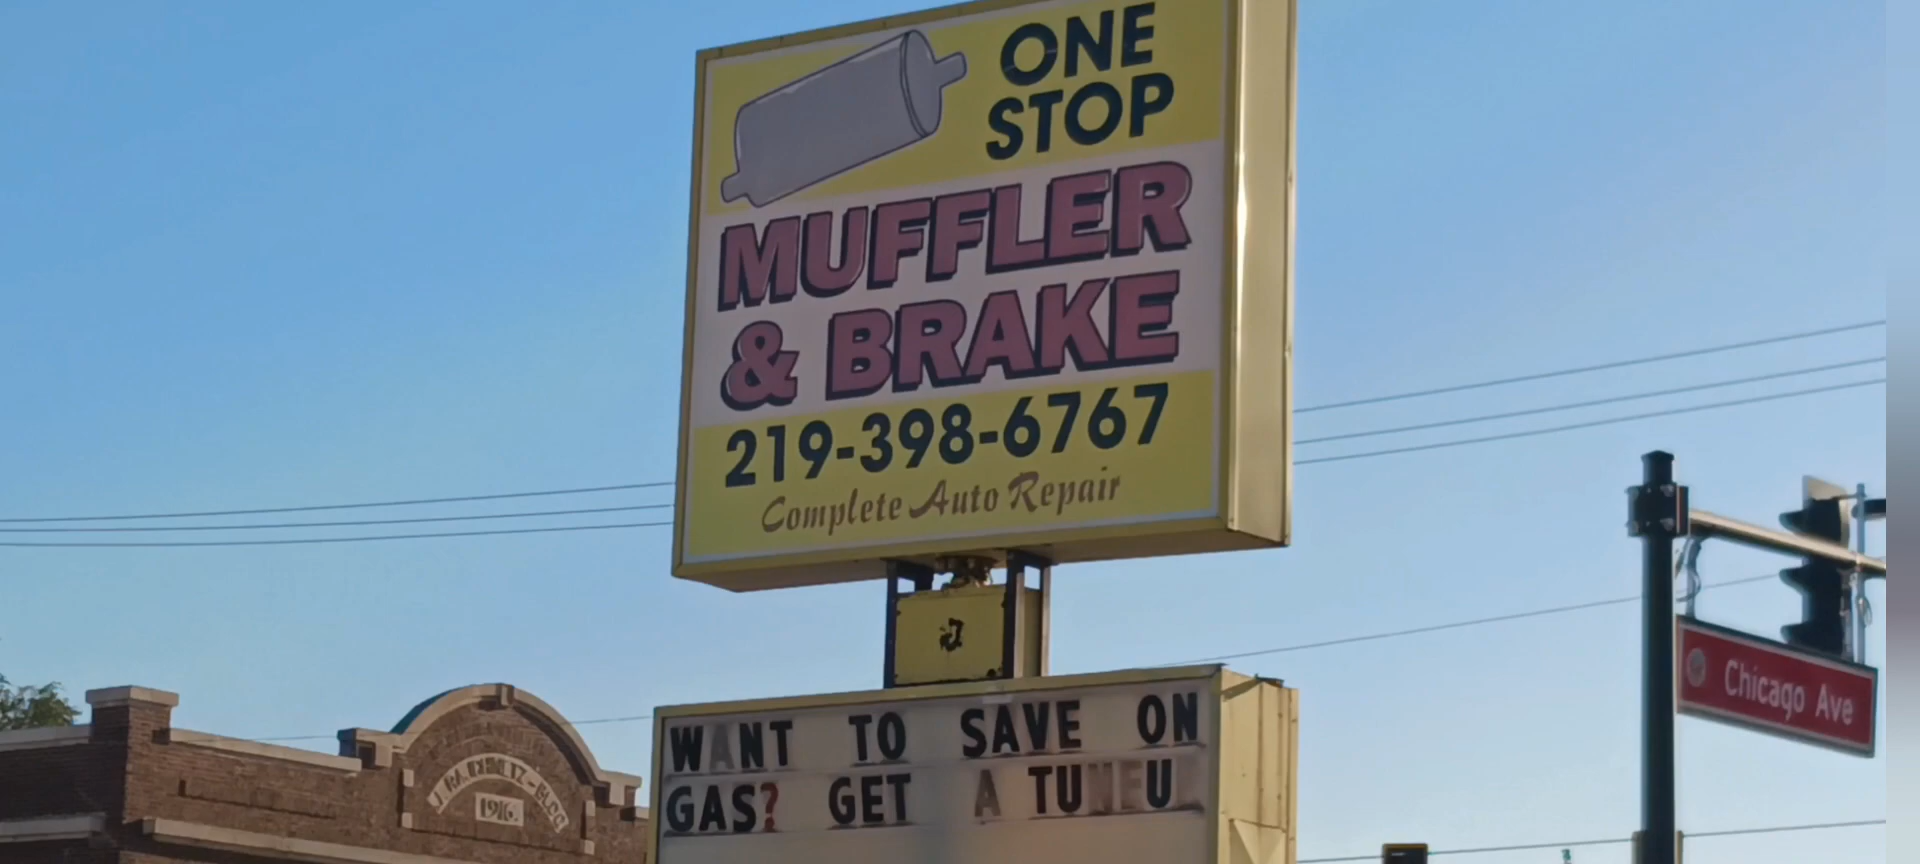 ONE
STOP
MUFFLER
& BRAKE
219-398-6767
Complete Auto Repair
WANT TO SAVE ON
GAS? GET A TUNEU
Chicago Ave
1916.